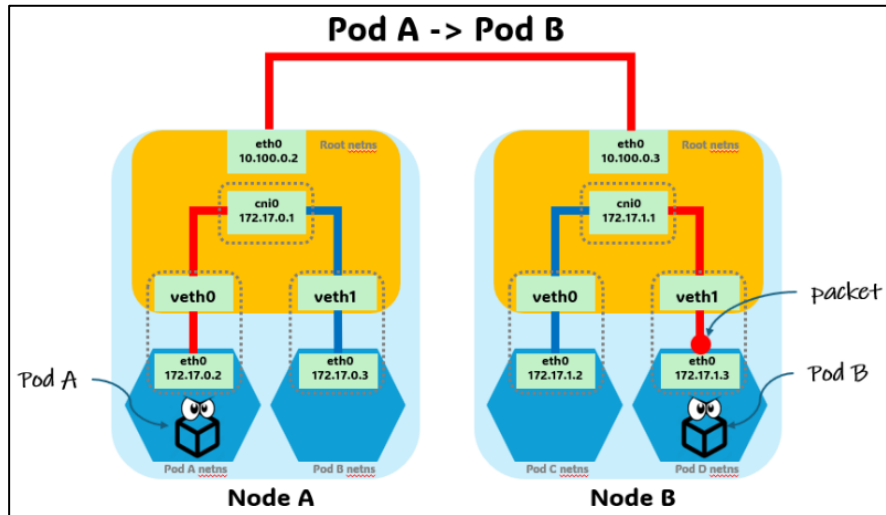 Pod A -> Pod B
eth0
10.100.0.2
Root netns
cni0
172.17.0.1
veth0
veth1
eth0
172.17.0.2
eth0
172.17.0.3
Pod A
Pod A netns
Pod B netns
Node A
eth0
10.100.0.3
Root netns
cni0
172.17.1.1
veth0
veth1
packet
eth0
172.17.1.2
eth0
172.17.1.3
Pod B
Pod C netns
Pod D netns
Node B